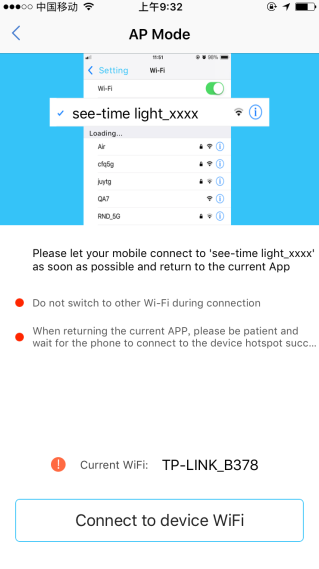 中国移动 上午9:32
AP Mode
11:51
Setting Wi-Fi
Wi-Fi
see-time light_xxxx
Loading...
Air
cfq5g
juytg
QA7
RND_5G
Please let your mobile connect to 'see-time light_xxxx'
as soon as possible and return to the current App
Do not switch to other Wi-Fi during connection
When returning the current APP, please be patient and
wait for the phone to connect to the device hotspot succ...
Current WiFi: TP-LINK_B378
Connect to device WiFi